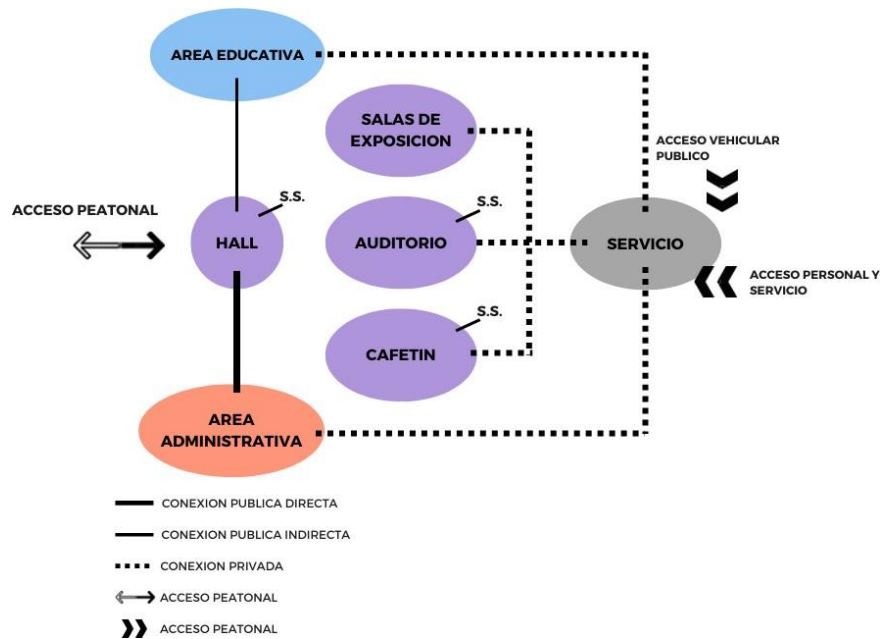 AREA EDUCATIVA
SALAS DE
EXPOSICION
ACCESO VEHICULAR
PUBLICO
S.S.
ACCESO PEATONAL
HALL
S.S.
AUDITORIO
SERVICIO
ACCESO PERSONAL Y
SERVICIO
S.S.
CAFETIN
AREA
ADMINISTRATIVA
CONEXION PUBLICA DIRECTA
CONEXION PUBLICA INDIRECTA
CONEXION PRIVADA
ACCESO PEATONAL
ACCESO PEATONAL